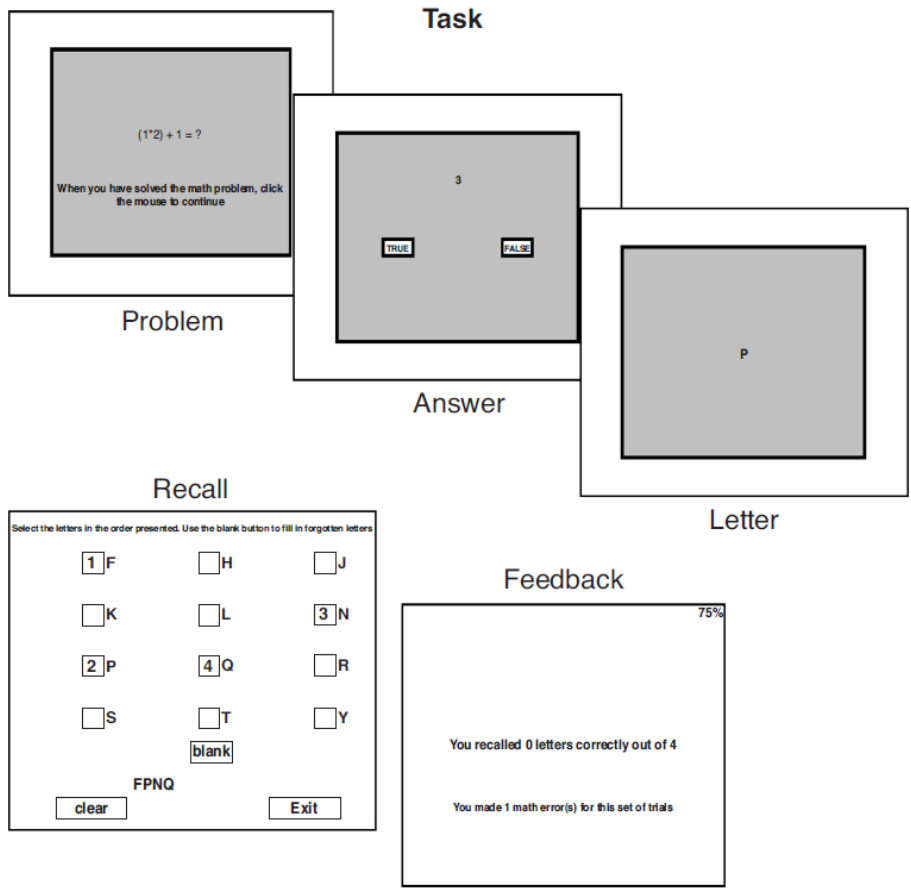 Task
(1*2) + 1 = ?
When you have solved the math problem, click
the mouse to continue
Problem
3
TRUE FALSE
Answer
P
Letter
Recall
Select the letters in the order presented. Use the blank button to fill in forgotten letters
1 F H J
K L 3 N
2 P 4 Q R
S T Y
blank
FPNQ
clear Exit
Feedback
75%
You recalled 0 letters correctly out of 4
You made 1 math error(s) for this set of trials